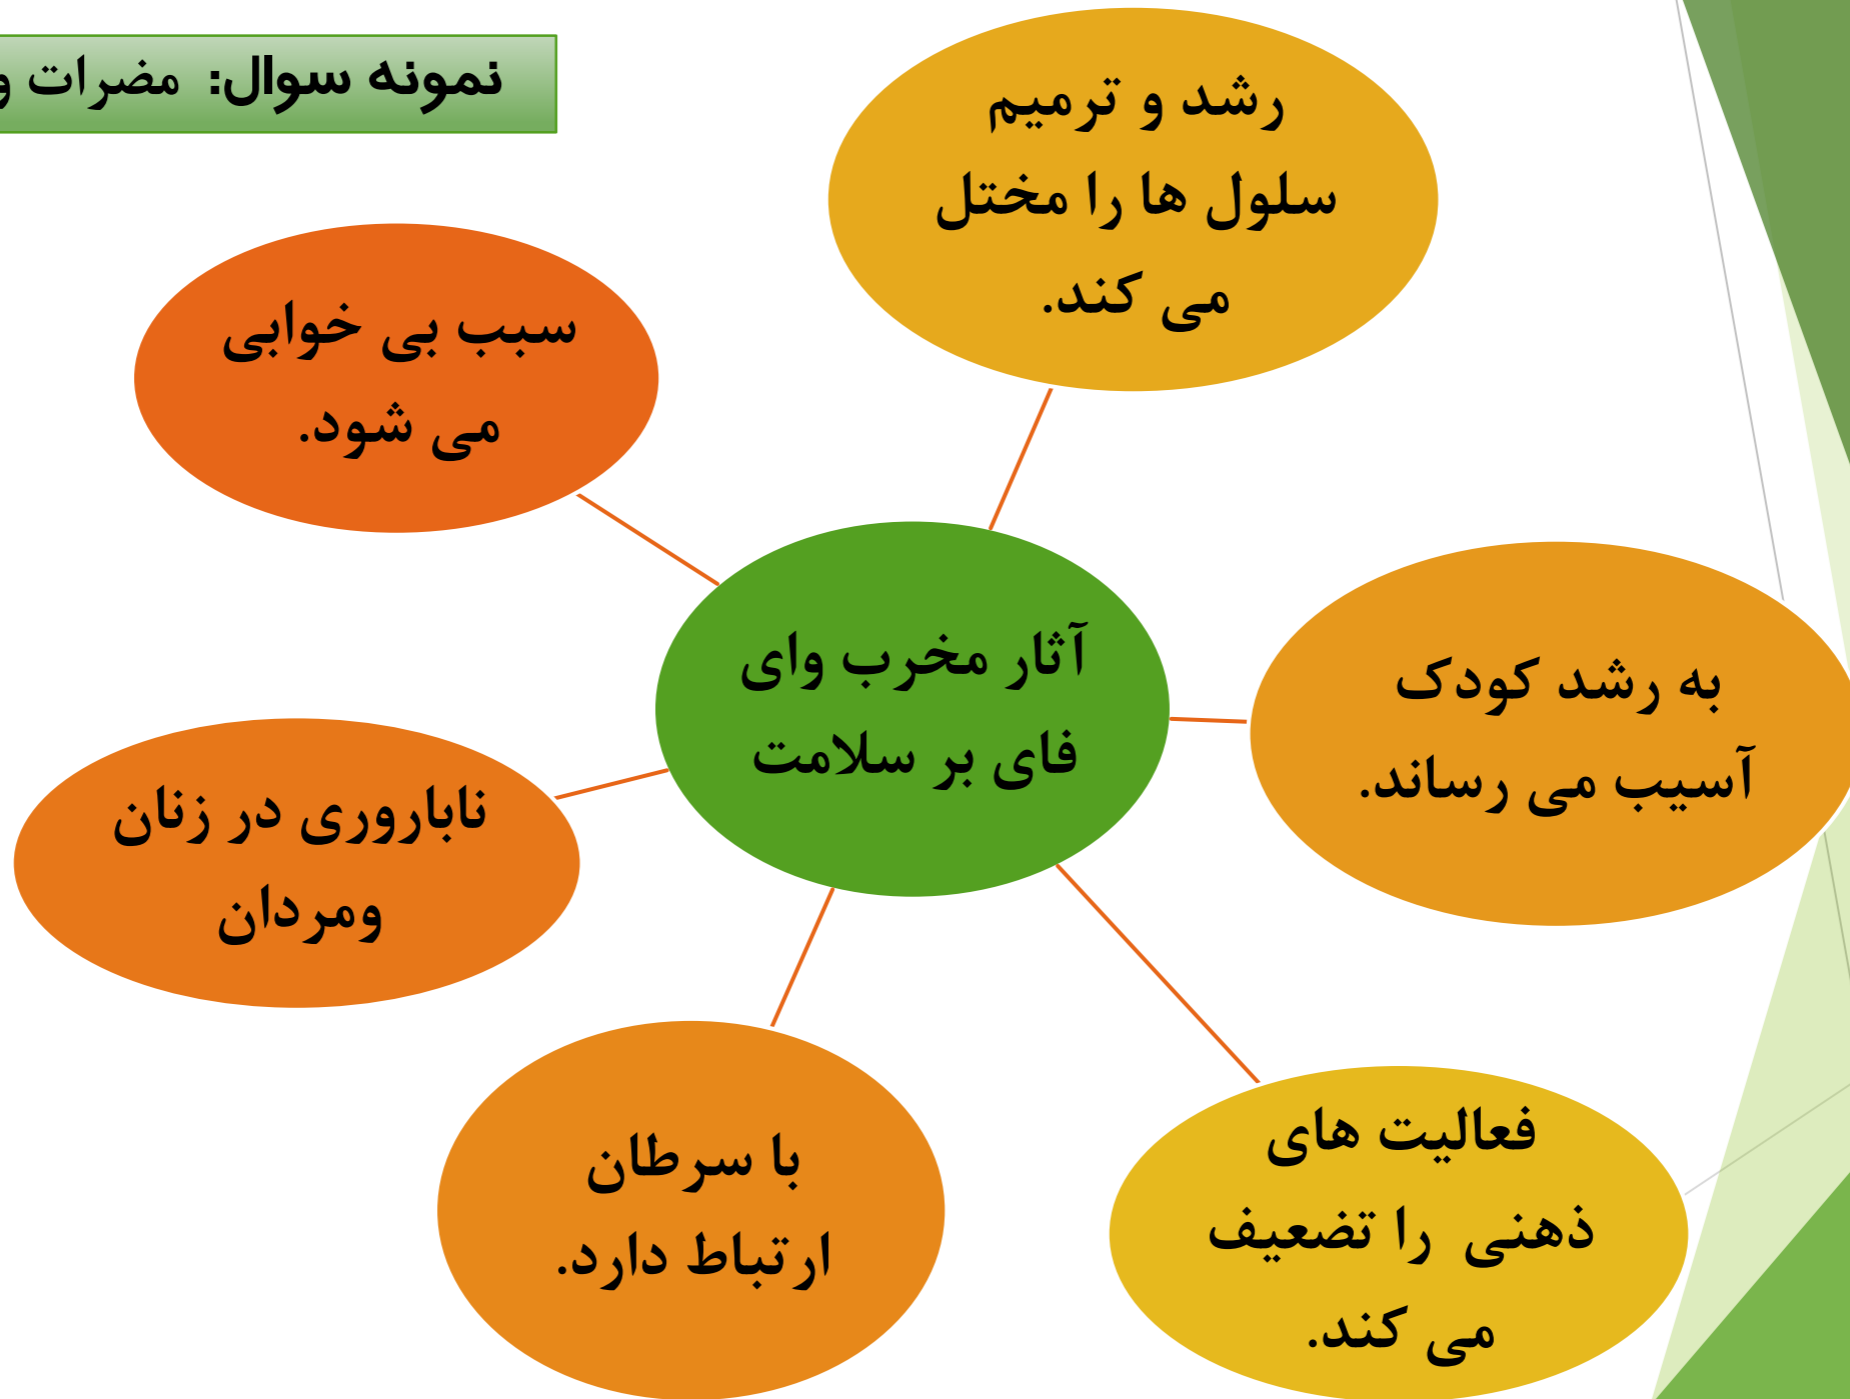 نمونه سوال: مضرات و
رشد و ترمیم
سلول ها را مختل
می کند.
سبب بی خوابی
می شود.
آثار مخرب وای
فای بر سلامت
به رشد کودک
آسیب می رساند.
ناباروری در زنان
ومردان
با سرطان
ارتباط دارد.
فعالیت های
ذهنی را تضعیف
می کند.